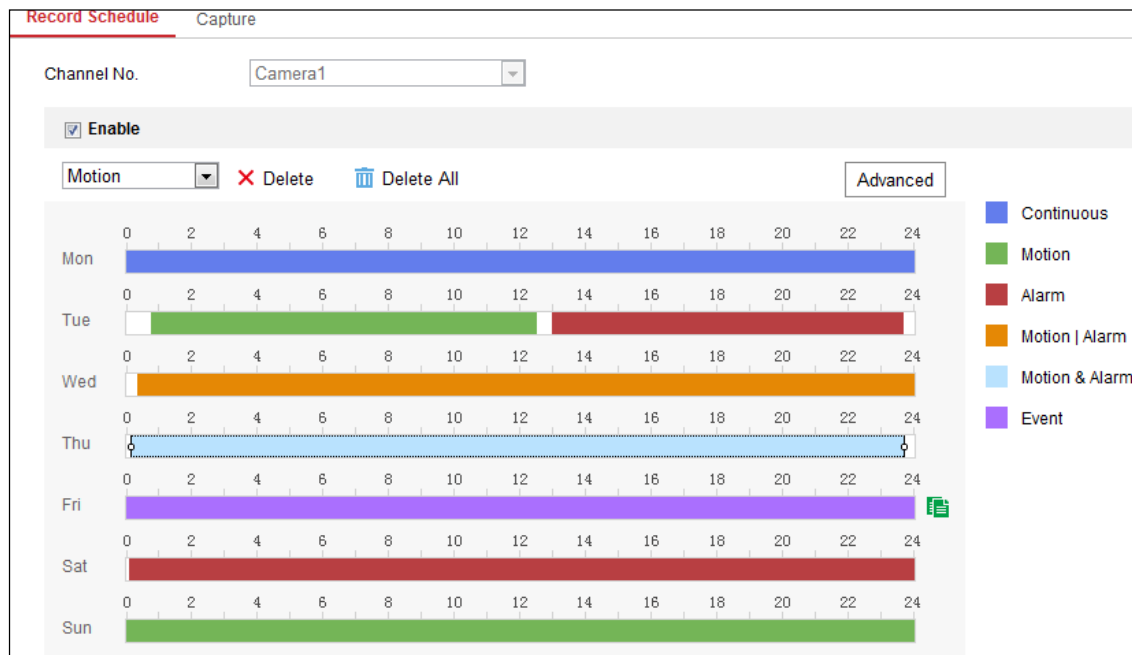 Record Schedule Capture
Channel No. Camera1
Enable
Motion Delete Delete All Advanced
0 2 4 6 8 10 12 14 16 18 20 22 24
Mon
0 2 4 6 8 10 12 14 16 18 20 22 24
Tue
0 2 4 6 8 10 12 14 16 18 20 22 24
Wed
0 2 4 6 8 10 12 14 16 18 20 22 24
Thu
0 2 4 6 8 10 12 14 16 18 20 22 24
Fri
0 2 4 6 8 10 12 14 16 18 20 22 24
Sat
0 2 4 6 8 10 12 14 16 18 20 22 24
Sun
Continuous
Motion
Alarm
Motion | Alarm
Motion & Alarm
Event